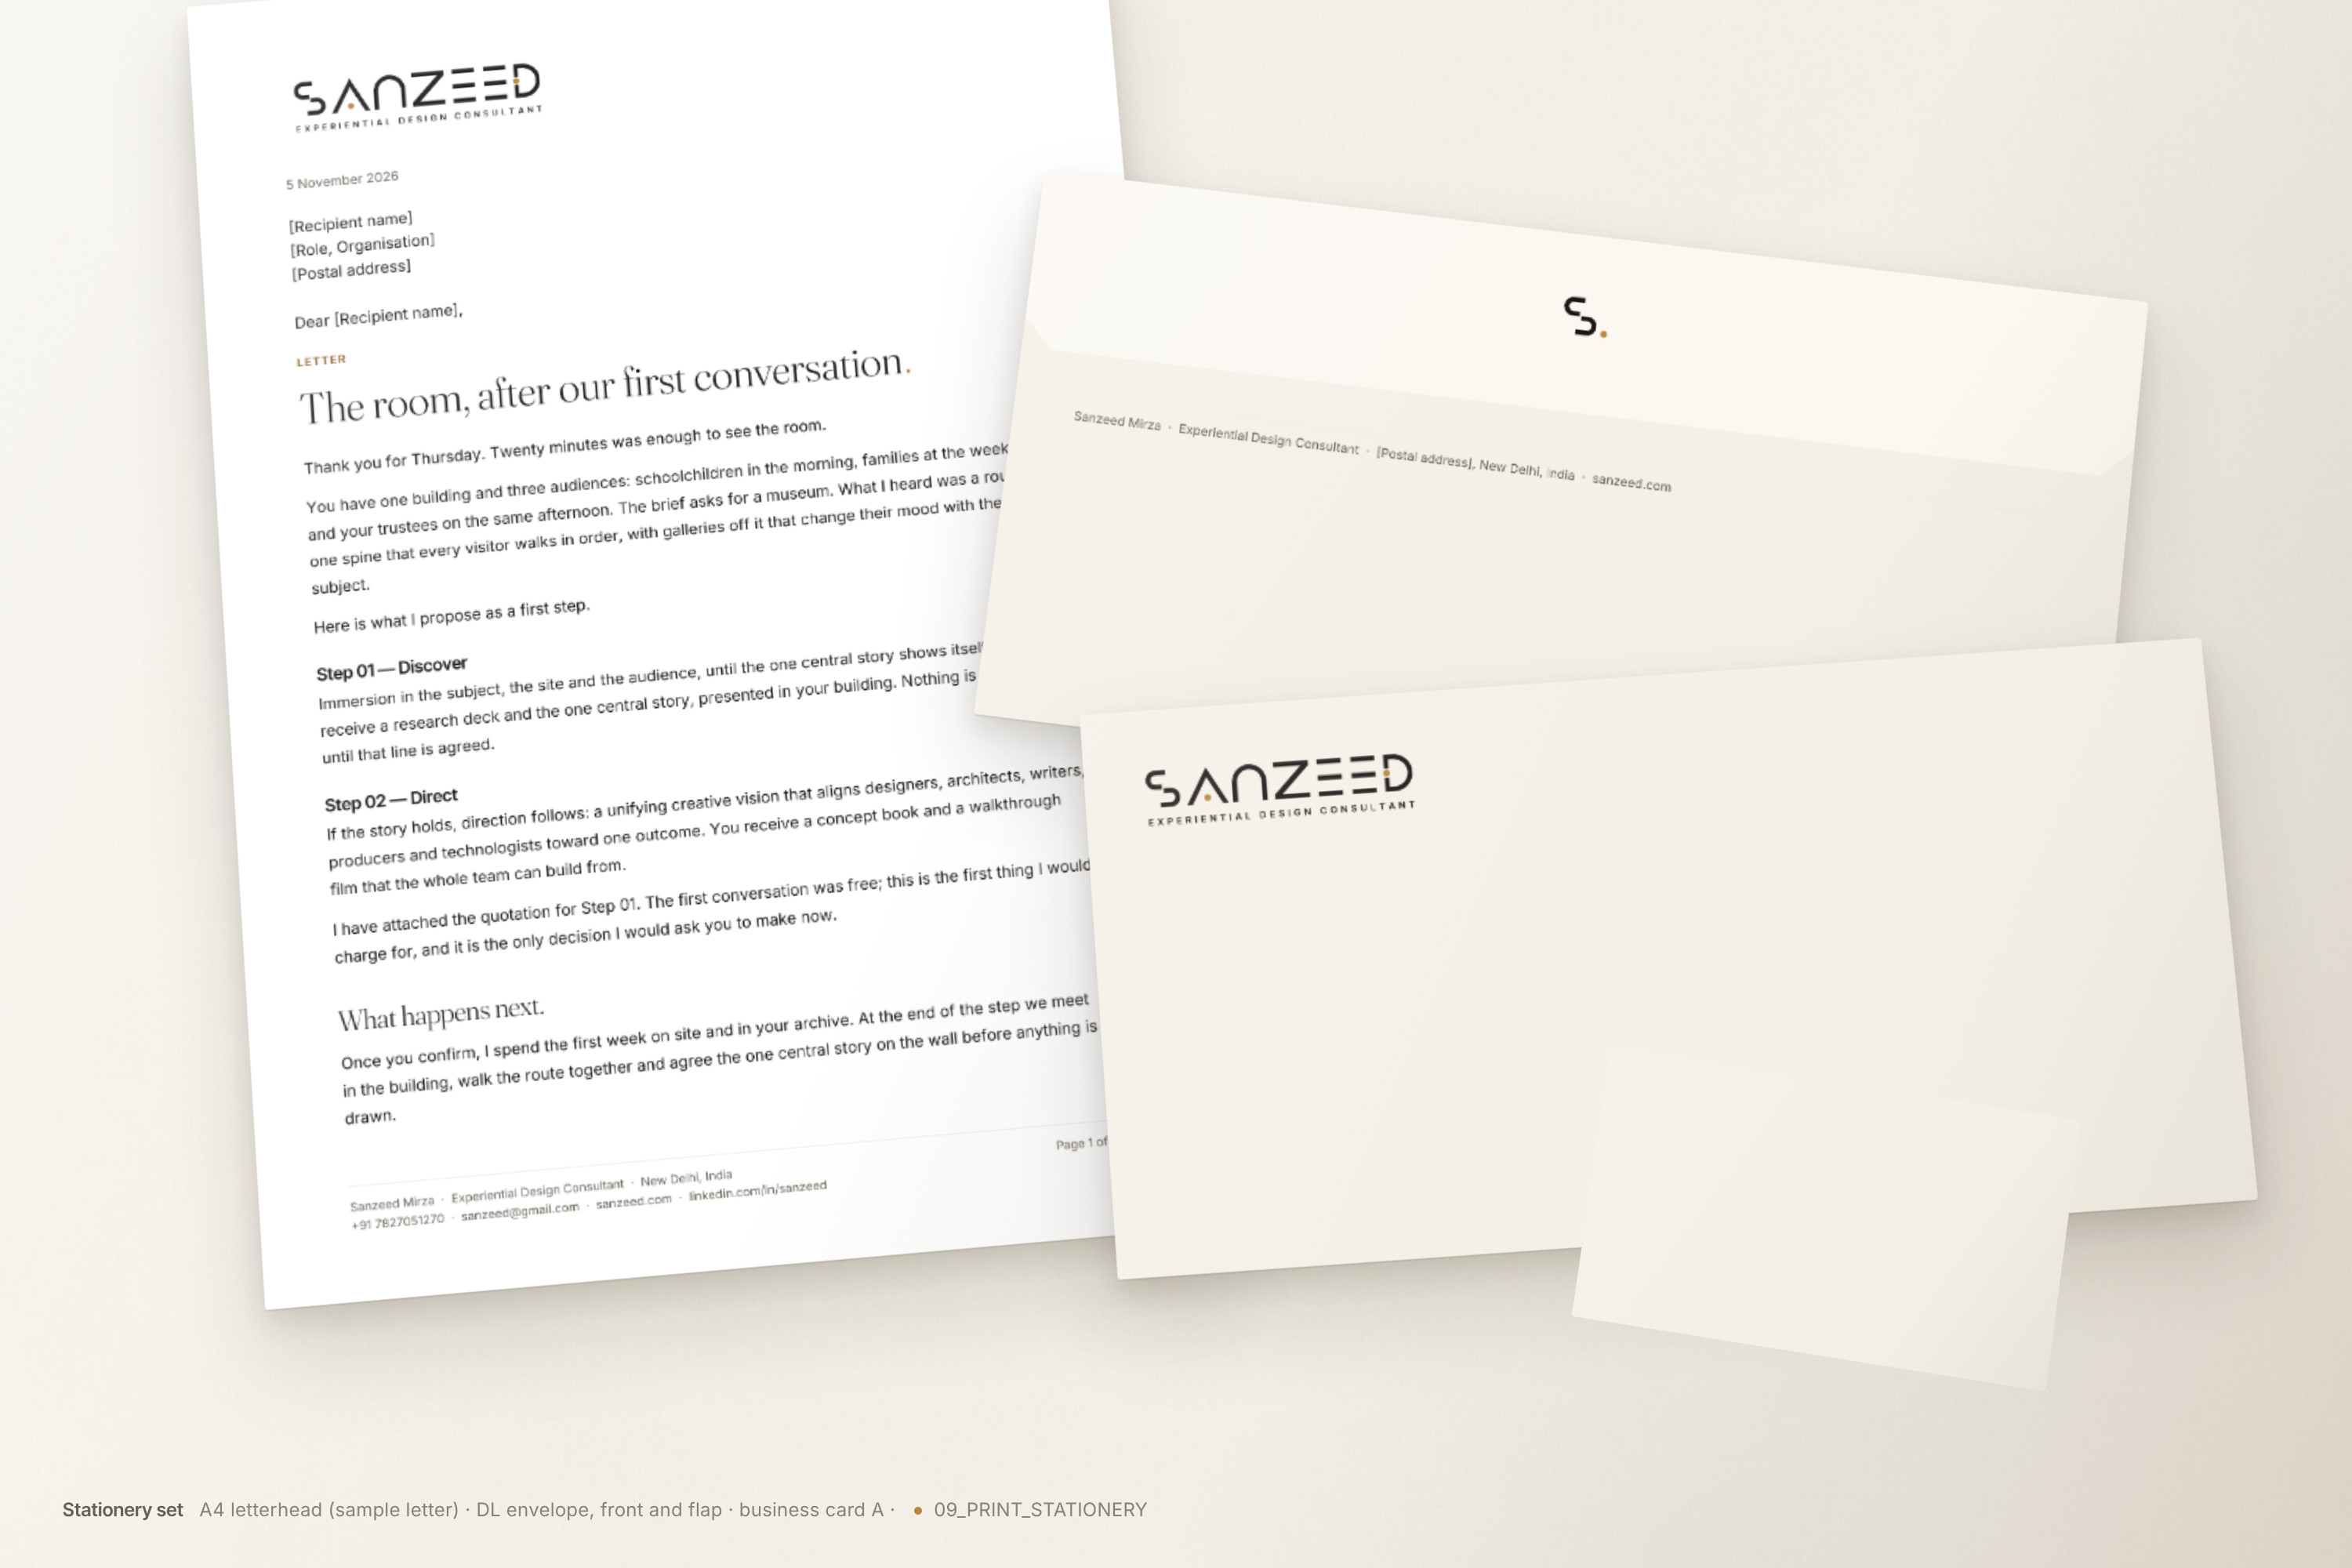 SANZEED
EXPERIENTIAL DESIGN CONSULTANT
5 November 2026
[Recipient name]
[Role, Organisation]
[Postal address]
Dear [Recipient name],
LETTER
The room, after our first conversation.
Thank you for Thursday. Twenty minutes was enough to see the room.
You have one building and three audiences: schoolchildren in the morning, families at the week
and your trustees on the same afternoon. The brief asks for a museum. What I heard was a
one spine that every visitor walks in order, with galleries off it that change their mood with the
subject.
Here is what I propose as a first step.
Step 01 — Discover
Immersion in the subject, the site and the audience, until the one central story shows itself
receive a research deck and the one central story, presented in your building. Nothing is
until that line is agreed.
Step 02 — Direct
If the story holds, direction follows: a unifying creative vision that aligns designers, architects, writers,
producers and technologists toward one outcome. You receive a concept book and a walkthrough
film that the whole team can build from.
I have attached the quotation for Step 01. The first conversation was free; this is the first thing I would
charge for, and it is the only decision I would ask you to make now.
What happens next.
Once you confirm, I spend the first week on site and in your archive. At the end of the step we meet
in the building, walk the route together and agree the one central story on the wall before anything is
drawn.
Page 1 of
Sanzeed Mirza · Experiential Design Consultant · New Delhi, India
+91 7827051270 · sanzeed@gmail.com · sanzeed.com · linkedin.com/in/sanzeed
S.
Sanzeed Mirza · Experiential Design Consultant · [Postal address], New Delhi, India · sanzeed.com
SANZEED
EXPERIENTIAL DESIGN CONSULTANT
Stationery set A4 letterhead (sample letter) · DL envelope, front and flap · business card A · • 09_PRINT_STATIONERY